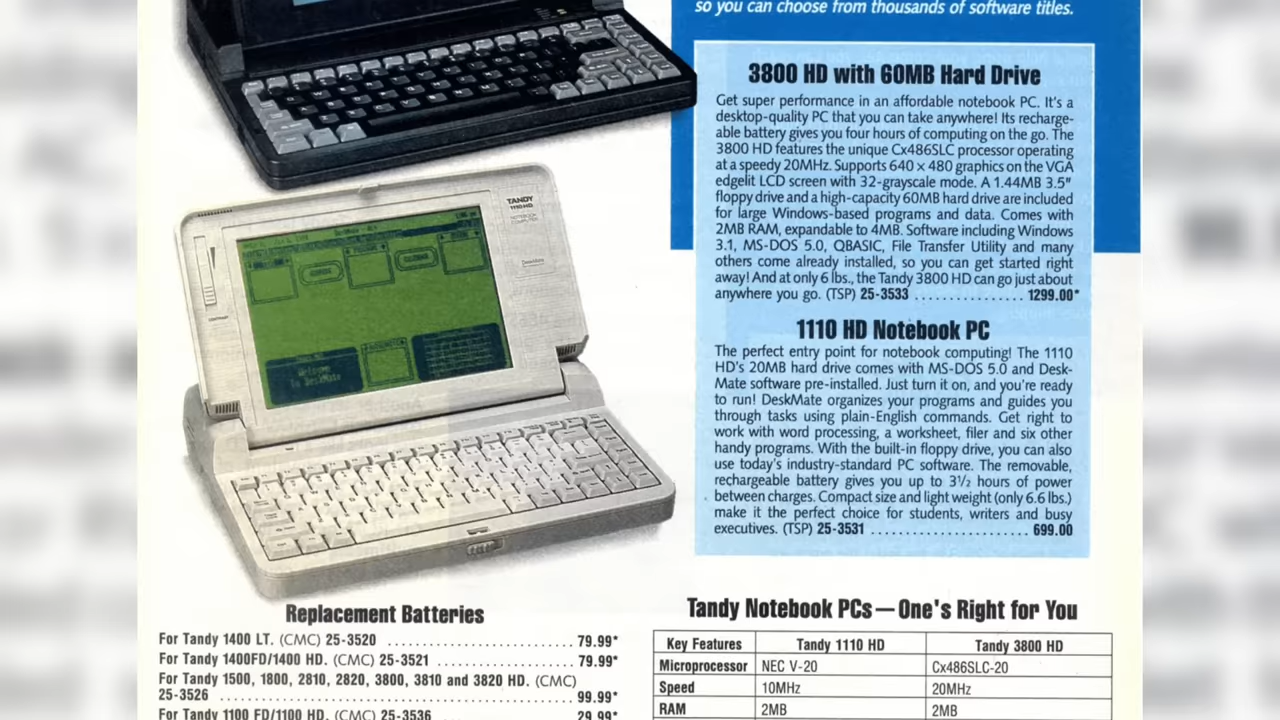 so you can choose from thousands of software titles.
3800 HD with 60MB Hard Drive
Get super performance in an affordable notebook PC. It's a
desktop-quality PC that you can take anywhere! Its recharge-
able battery gives you four hours of computing on the go. The
3800 HD features the unique Cx486SLC processor operating
at a speedy 20MHz. Supports 640 × 480 graphics on the VGA
edgelit LCD screen with 32-grayscale mode. A 1.44MB 3.5"
floppy drive and a high-capacity 60MB hard drive are included
for large Windows-based programs and data. Comes with
2MB RAM, expandable to 4MB. Software including Windows
3.1, MS-DOS 5.0, QBASIC, File Transfer Utility and many
others come already installed, so you can get started right
away! And at only 6 lbs., the Tandy 3800 HD can go just about
anywhere you go. (TSP) 25-3533 .................. 1299.00*
1110 HD Notebook PC
The perfect entry point for notebook computing! The 1110
HD's 20MB hard drive comes with MS-DOS 5.0 and Desk-
Mate software pre-installed. Just turn it on, and you're ready
to run! DeskMate organizes your programs and guides you
through tasks using plain-English commands. Get right to
work with word processing, a worksheet, filer and six other
handy programs. With the built-in floppy drive, you can also
use today's industry-standard PC software. The removable,
rechargeable battery gives you up to 3½ hours of power
between charges. Compact size and light weight (only 6.6 lbs.)
make it the perfect choice for students, writers and busy
executives. (TSP) 25-3531 ......................... 699.00
TANDY
1110 HD
NOTEBOOK
COMPUTER
DeskMate
Welcome
To DeskMate
Replacement Batteries
For Tandy 1400 LT. (CMC) 25-3520 ........................ 79.99*
For Tandy 1400FD/1400 HD. (CMC) 25-3521 ................ 79.99*
For Tandy 1500, 1800, 2810, 2820, 3800, 3810 and 3820 HD. (CMC)
25-3526 .................................................. 99.99*
For Tandy 1100 FD/1100 HD. (CMC) 25-3536 ................ 29.99*
Tandy Notebook PCs — One's Right for You
Key Features Tandy 1110 HD Tandy 3800 HD
Microprocessor NEC V-20 Cx486SLC-20
Speed 10MHz 20MHz
RAM 2MB 2MB